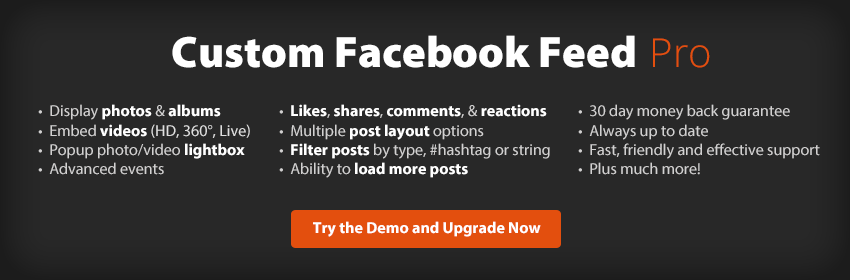 Custom Facebook Feed Pro
• Display photos & albums
• Embed videos (HD, 360°, Live)
• Popup photo/video lightbox
• Advanced events
• Likes, shares, comments, & reactions
• Multiple post layout options
• Filter posts by type, #hashtag or string
• Ability to load more posts
• 30 day money back guarantee
• Always up to date
• Fast, friendly and effective support
• Plus much more!
Try the Demo and Upgrade Now